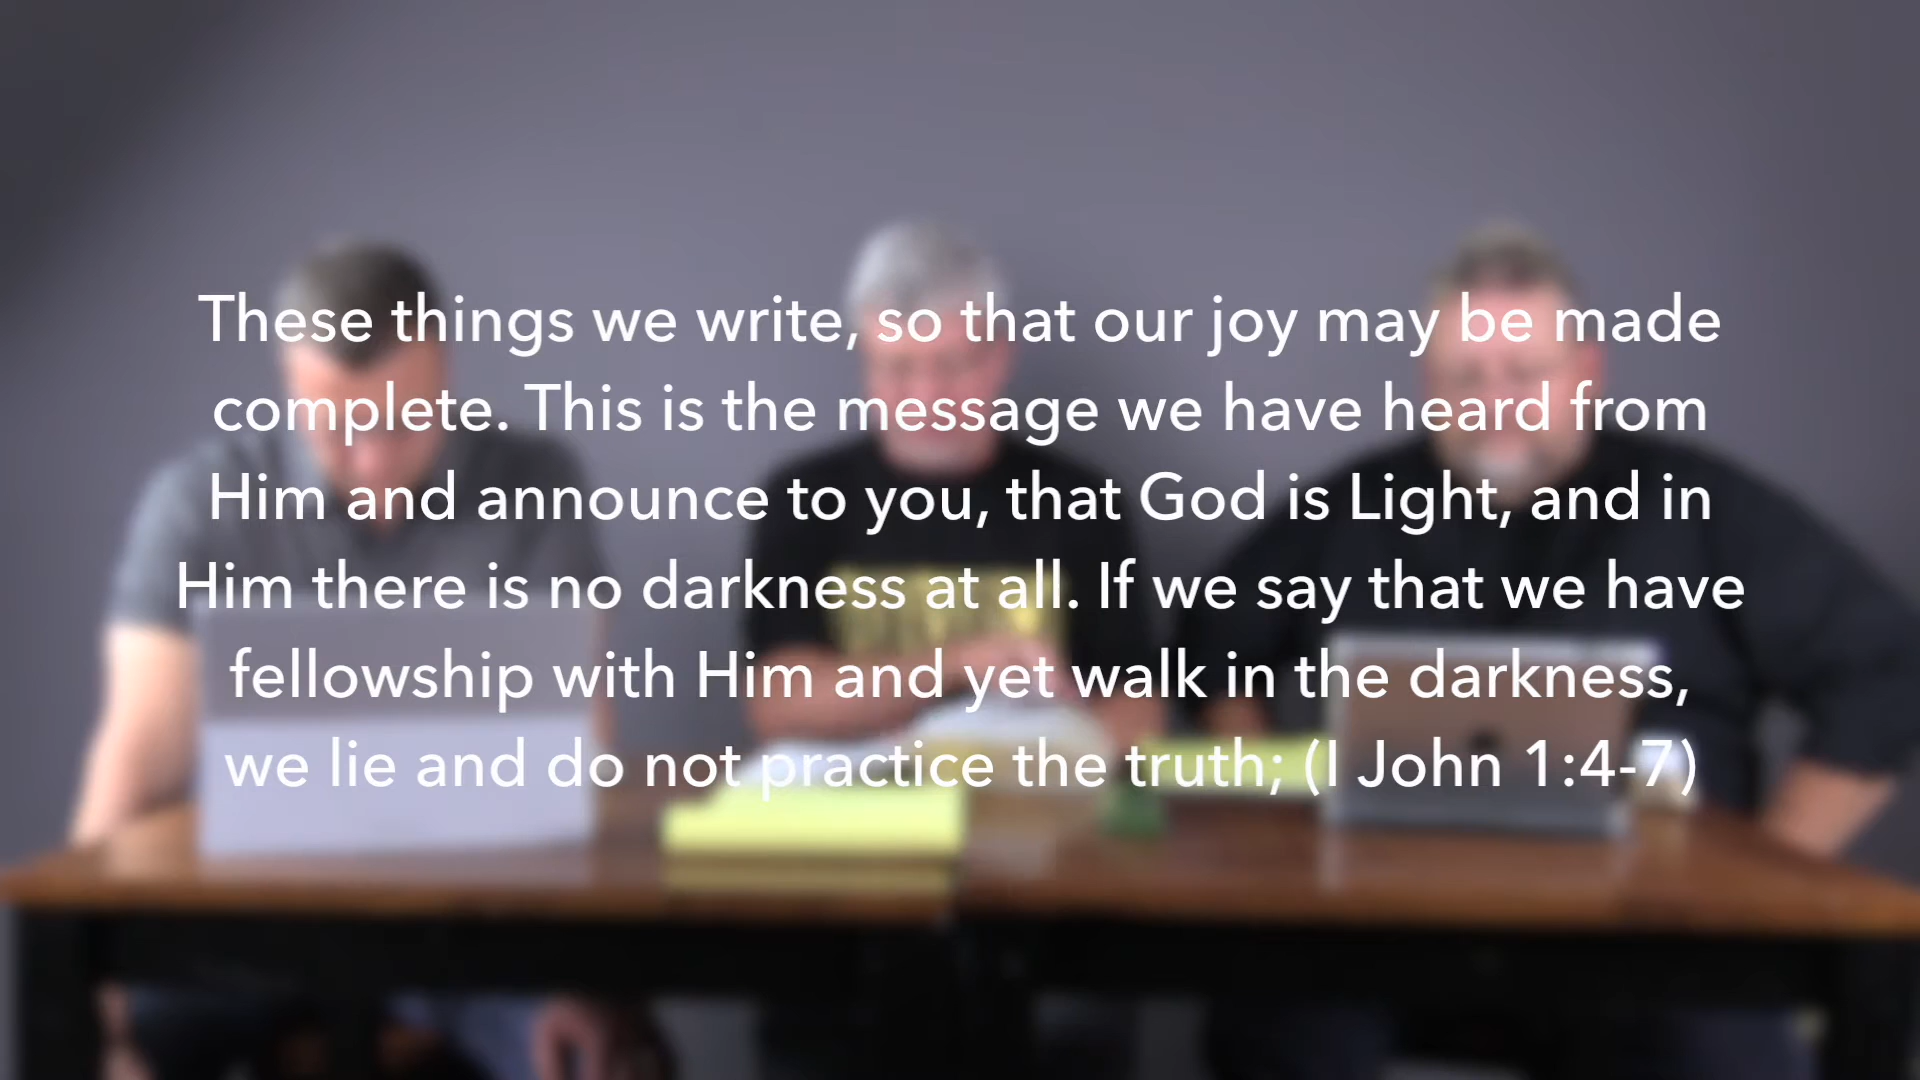 These things we write, so that our joy may be made
complete. This is the message we have heard from
Him and announce to you, that God is Light, and in
Him there is no darkness at all. If we say that we have
fellowship with Him and yet walk in the darkness,
we lie and do not practice the truth; (I John 1:4-7)